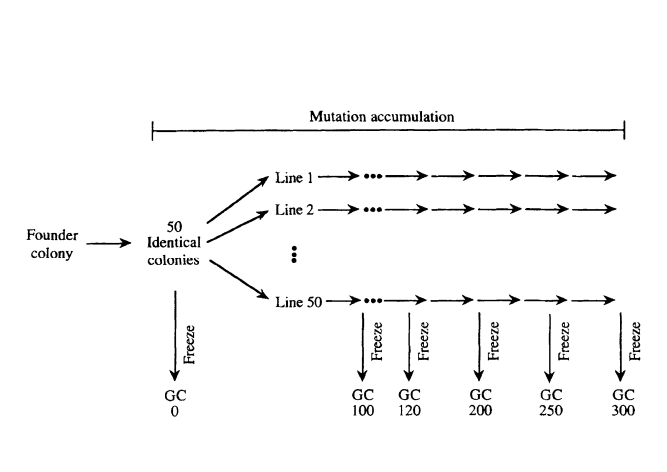 Mutation accumulation
Line 1
Line 2
50
Identical
colonies
Founder
colony
Line 50
Freeze
Freeze
Freeze
Freeze
Freeze
Freeze
GC
0
GC
100
GC
120
GC
200
GC
250
GC
300